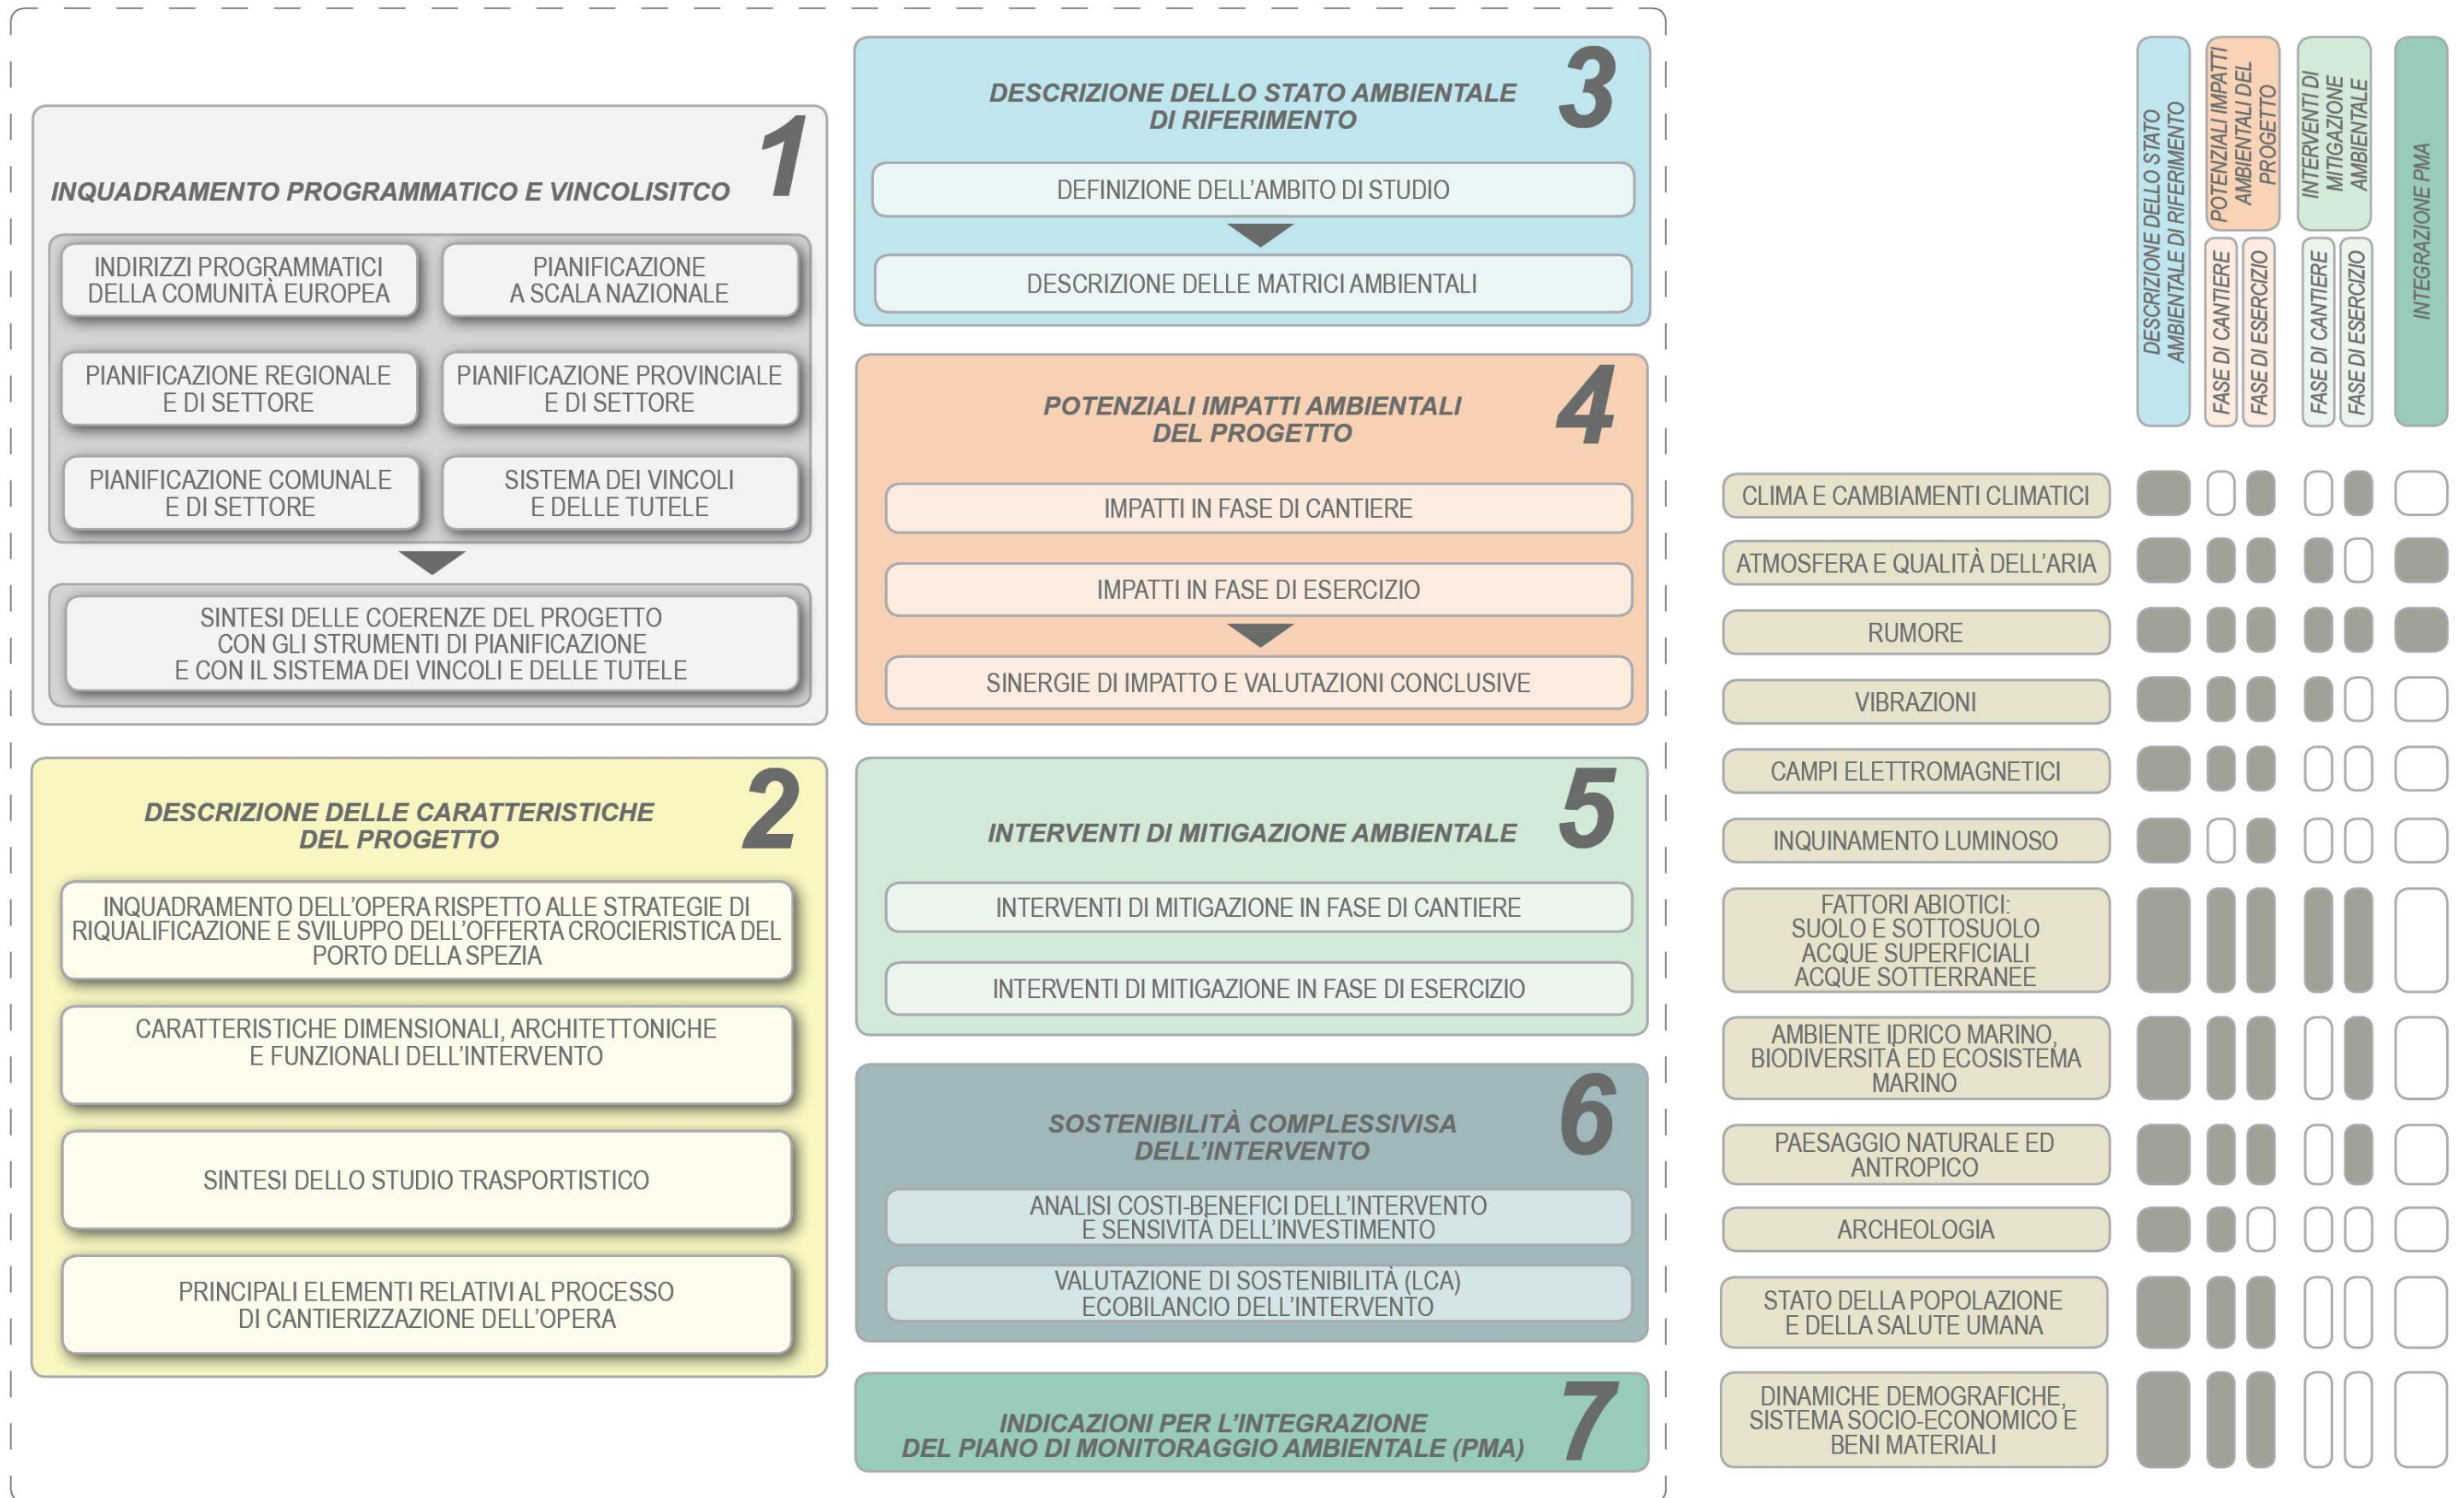 1
INQUADRAMENTO PROGRAMMATICO E VINCOLISITCO
INDIRIZZI PROGRAMMATICI
DELLA COMUNITÀ EUROPEA
PIANIFICAZIONE
A SCALA NAZIONALE
PIANIFICAZIONE REGIONALE
E DI SETTORE
PIANIFICAZIONE PROVINCIALE
E DI SETTORE
PIANIFICAZIONE COMUNALE
E DI SETTORE
SISTEMA DEI VINCOLI
E DELLE TUTELE
SINTESI DELLE COERENZE DEL PROGETTO
CON GLI STRUMENTI DI PIANIFICAZIONE
E CON IL SISTEMA DEI VINCOLI E DELLE TUTELE
2
DESCRIZIONE DELLE CARATTERISTICHE
DEL PROGETTO
INQUADRAMENTO DELL'OPERA RISPETTO ALLE STRATEGIE DI
RIQUALIFICAZIONE E SVILUPPO DELL'OFFERTA CROCIERISTICA DEL
PORTO DELLA SPEZIA
CARATTERISTICHE DIMENSIONALI, ARCHITETTONICHE
E FUNZIONALI DELL'INTERVENTO
SINTESI DELLO STUDIO TRASPORTISTICO
PRINCIPALI ELEMENTI RELATIVI AL PROCESSO
DI CANTIERIZZAZIONE DELL'OPERA
3
DESCRIZIONE DELLO STATO AMBIENTALE
DI RIFERIMENTO
DEFINIZIONE DELL'AMBITO DI STUDIO
DESCRIZIONE DELLE MATRICI AMBIENTALI
4
POTENZIALI IMPATTI AMBIENTALI
DEL PROGETTO
IMPATTI IN FASE DI CANTIERE
IMPATTI IN FASE DI ESERCIZIO
SINERGIE DI IMPATTO E VALUTAZIONI CONCLUSIVE
5
INTERVENTI DI MITIGAZIONE AMBIENTALE
INTERVENTI DI MITIGAZIONE IN FASE DI CANTIERE
INTERVENTI DI MITIGAZIONE IN FASE DI ESERCIZIO
6
SOSTENIBILITÀ COMPLESSIVISA
DELL'INTERVENTO
ANALISI COSTI-BENEFICI DELL'INTERVENTO
E SENSIVITÀ DELL'INVESTIMENTO
VALUTAZIONE DI SOSTENIBILITÀ (LCA)
ECOBILANCIO DELL'INTERVENTO
7
INDICAZIONI PER L'INTEGRAZIONE
DEL PIANO DI MONITORAGGIO AMBIENTALE (PMA)
DESCRIZIONE DELLO STATO
AMBIENTALE DI RIFERIMENTO
POTENZIALI IMPATTI
AMBIENTALI DEL
PROGETTO
FASE DI CANTIERE
FASE DI ESERCIZIO
INTERVENTI DI
MITIGAZIONE
AMBIENTALE
FASE DI CANTIERE
FASE DI ESERCIZIO
INTEGRAZIONE PMA
CLIMA E CAMBIAMENTI CLIMATICI
ATMOSFERA E QUALITÀ DELL'ARIA
RUMORE
VIBRAZIONI
CAMPI ELETTROMAGNETICI
INQUINAMENTO LUMINOSO
FATTORI ABIOTICI:
SUOLO E SOTTOSUOLO
ACQUE SUPERFICIALI
ACQUE SOTTERRANEE
AMBIENTE IDRICO MARINO,
BIODIVERSITÀ ED ECOSISTEMA
MARINO
PAESAGGIO NATURALE ED
ANTROPICO
ARCHEOLOGIA
STATO DELLA POPOLAZIONE
E DELLA SALUTE UMANA
DINAMICHE DEMOGRAFICHE,
SISTEMA SOCIO-ECONOMICO E
BENI MATERIALI